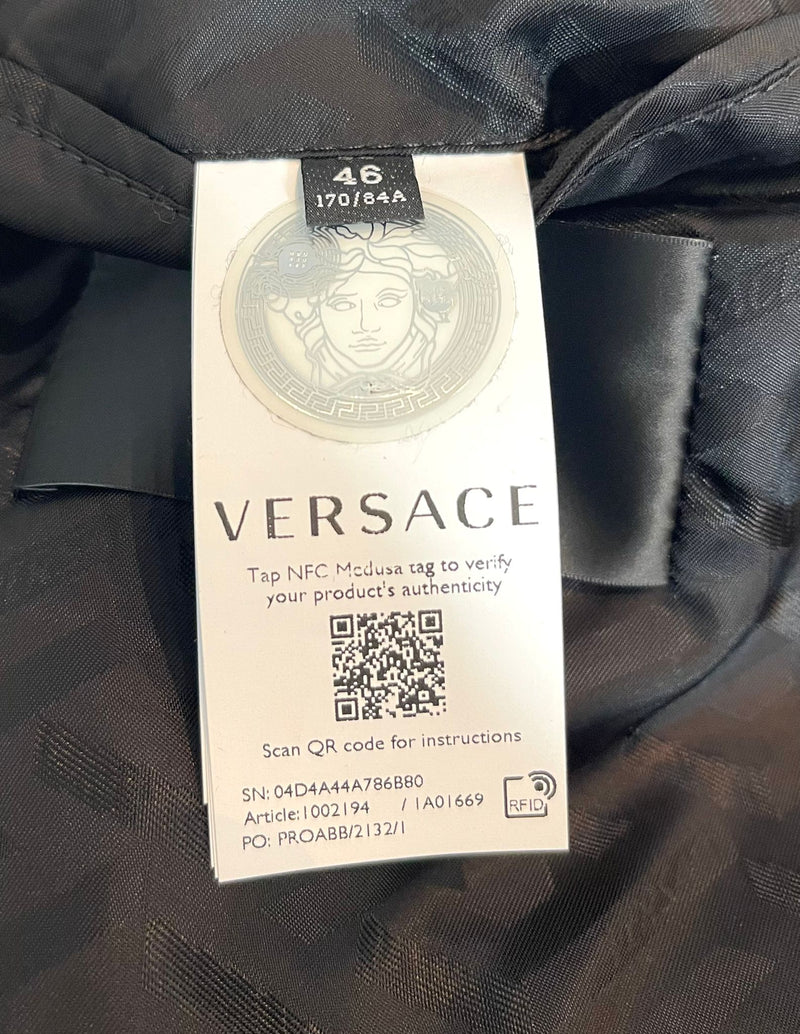 46
170/84A
VERSACE
Tap NFC Medusa tag to verify
your product's authenticity
Scan QR code for instructions
SN: 04D4A44A786B80
Article:1002194 / 1A01669
PO: PROABB/2132/1
RFID